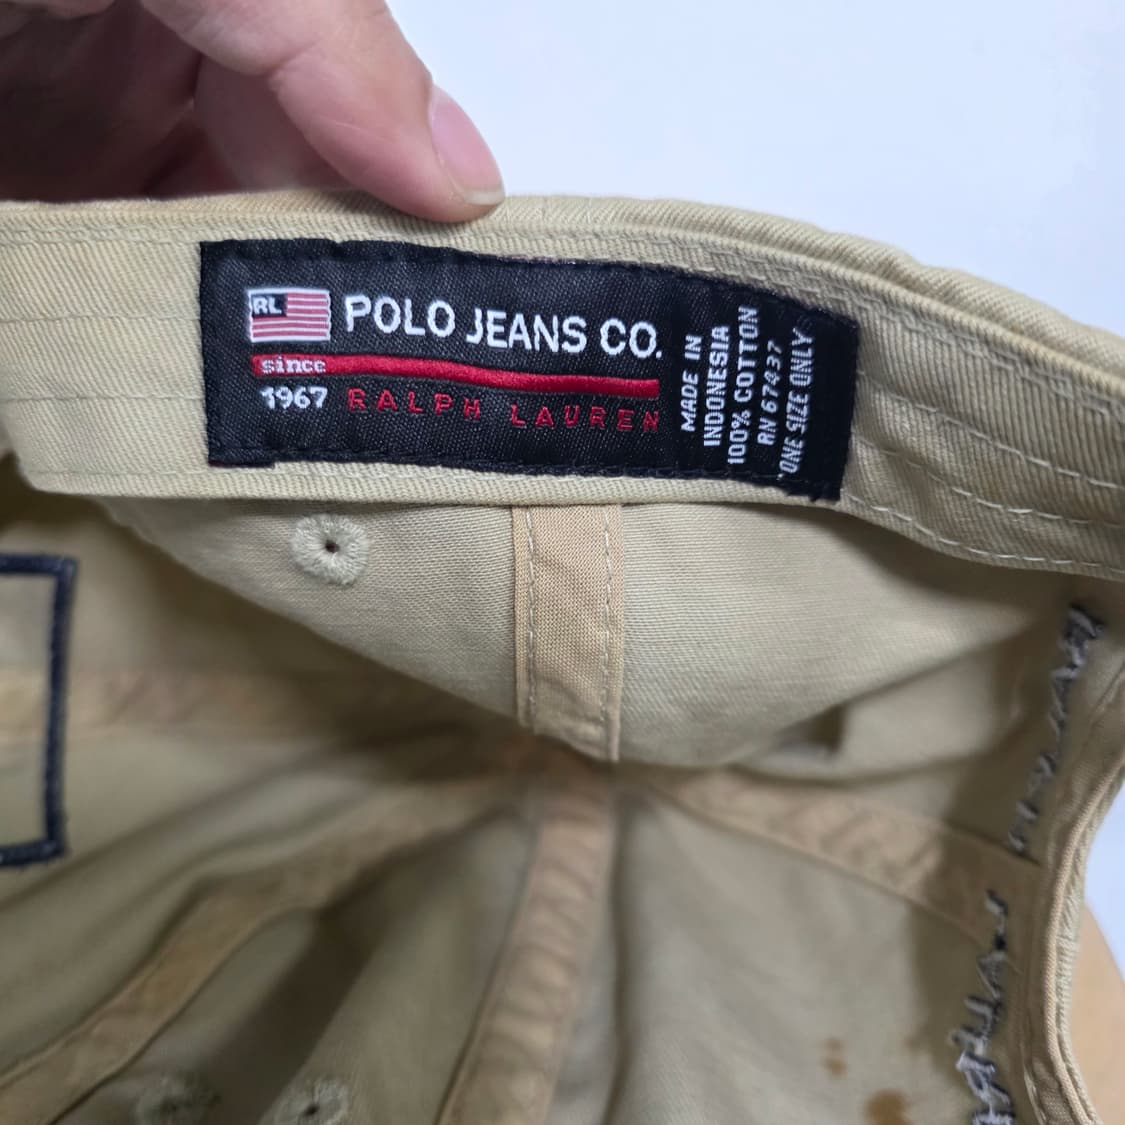 RL
POLO JEANS CO.
since
1967 RALPH LAUREN
MADE IN
INDONESIA
100% COTTON
RN 67437
ONE SIZE ONLY